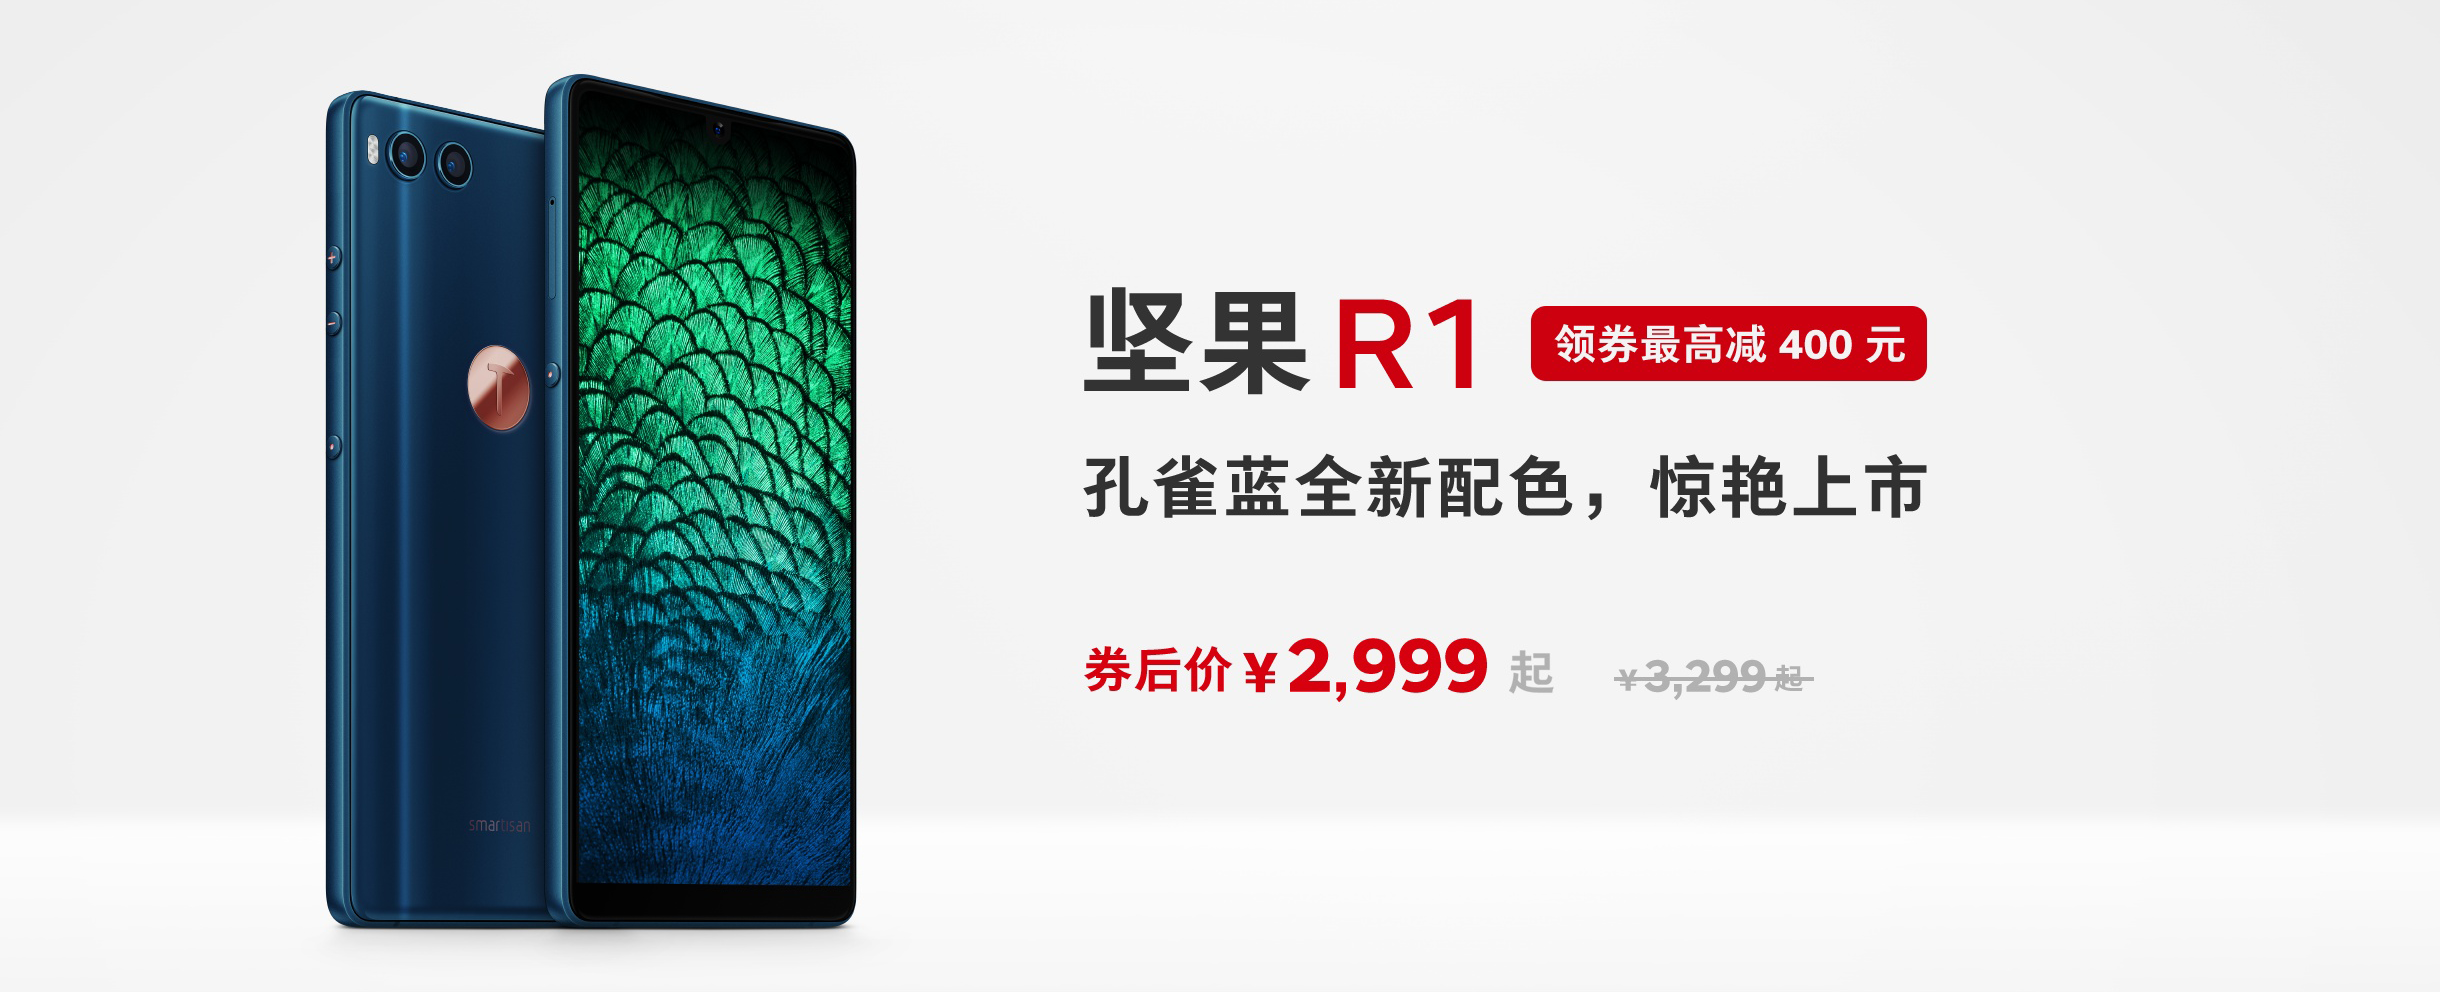 坚果 R1
领券最高减 400 元
孔雀蓝全新配色，惊艳上市
券后价 ¥ 2,999 起
¥ 3,299 起
smartisan